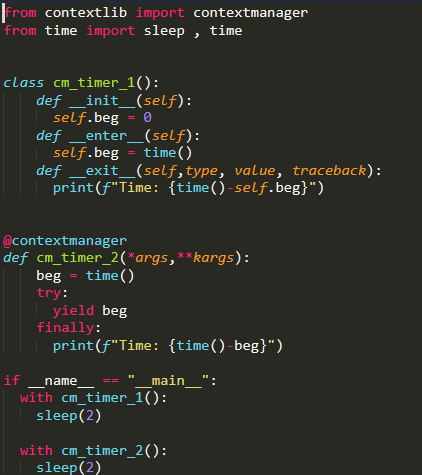 from contextlib import contextmanager
from time import sleep , time
class cm_timer_1():
def __init__(self):
self.beg = 0
def __enter__(self):
self.beg = time()
def __exit__(self,type, value, traceback):
print(f"Time: {time()-self.beg}")
@contextmanager
def cm_timer_2(*args,**kargs):
beg = time()
try:
yield beg
finally:
print(f"Time: {time()-beg}")
if __name__ == "__main__":
with cm_timer_1():
sleep(2)
with cm_timer_2():
sleep(2)